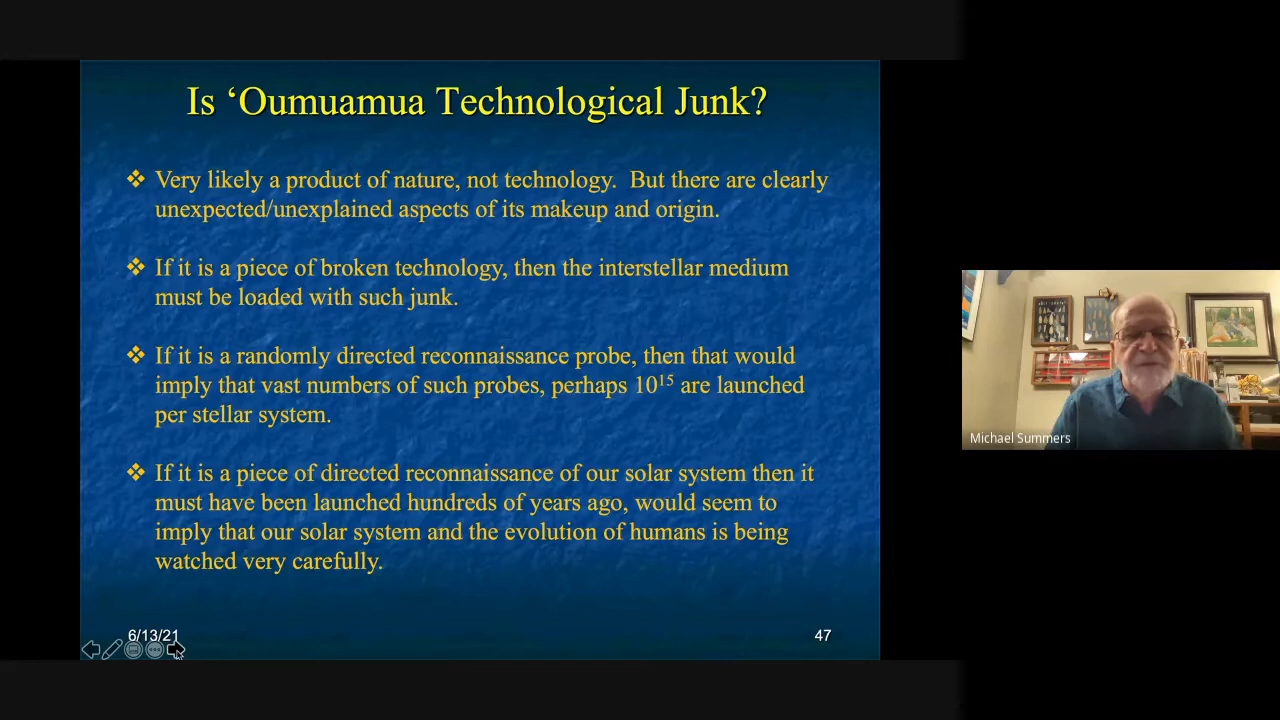 Is ‘Oumuamua Technological Junk?
❖ Very likely a product of nature, not technology.  But there are clearly
unexpected/unexplained aspects of its makeup and origin.
❖ If it is a piece of broken technology, then the interstellar medium
must be loaded with such junk.
❖ If it is a randomly directed reconnaissance probe, then that would
imply that vast numbers of such probes, perhaps 10¹⁵ are launched
per stellar system.
❖ If it is a piece of directed reconnaissance of our solar system then it
must have been launched hundreds of years ago, would seem to
imply that our solar system and the evolution of humans is being
watched very carefully.
6/13/21
47
Michael Summers